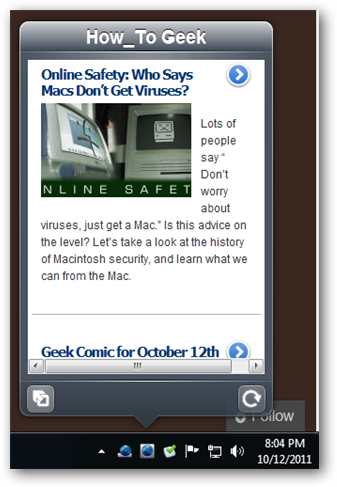 How_To Geek
Online Safety: Who Says
Macs Don't Get Viruses?
NLINE SAFET
Lots of
people
say “
Don't
worry
about
viruses, just get a Mac.” Is this advice on
the level? Let's take a look at the history
of Macintosh security, and learn what we
can from the Mac.
Geek Comic for October 12th
Follow
8:04 PM
10/12/2011